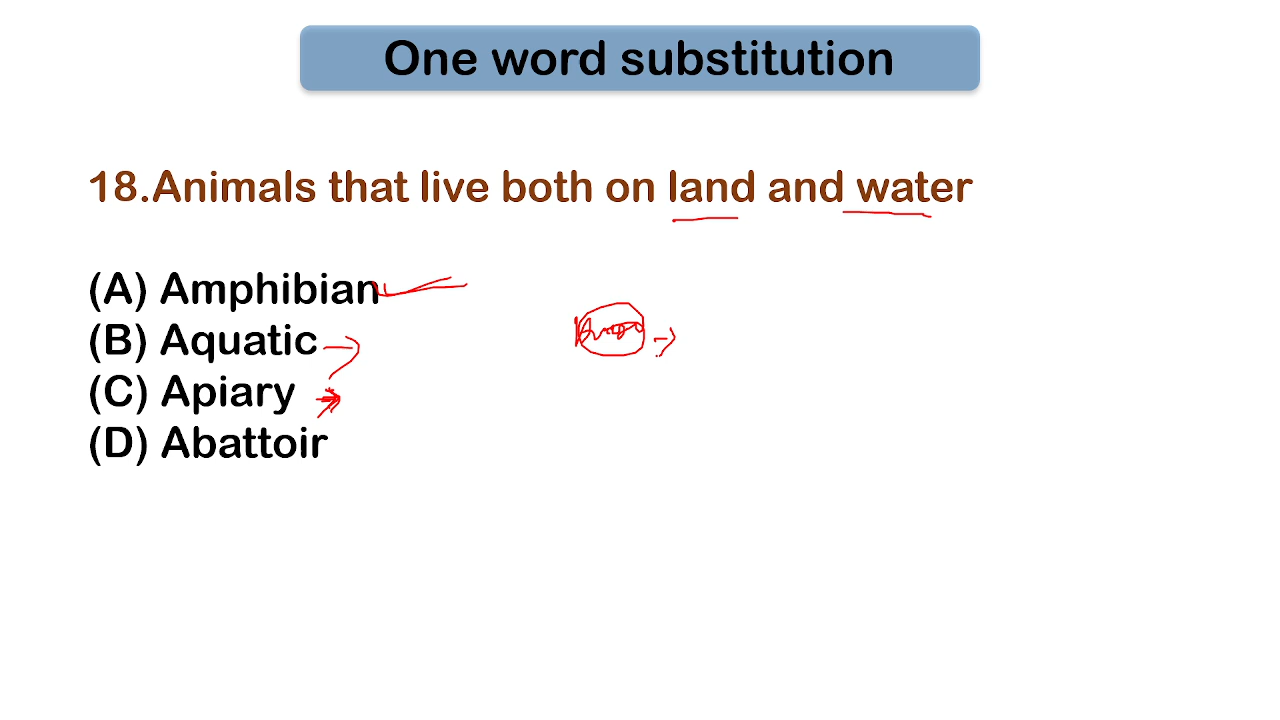 One word substitution
18.Animals that live both on land and water
(A) Amphibian
(B) Aquatic
(C) Apiary
(D) Abattoir